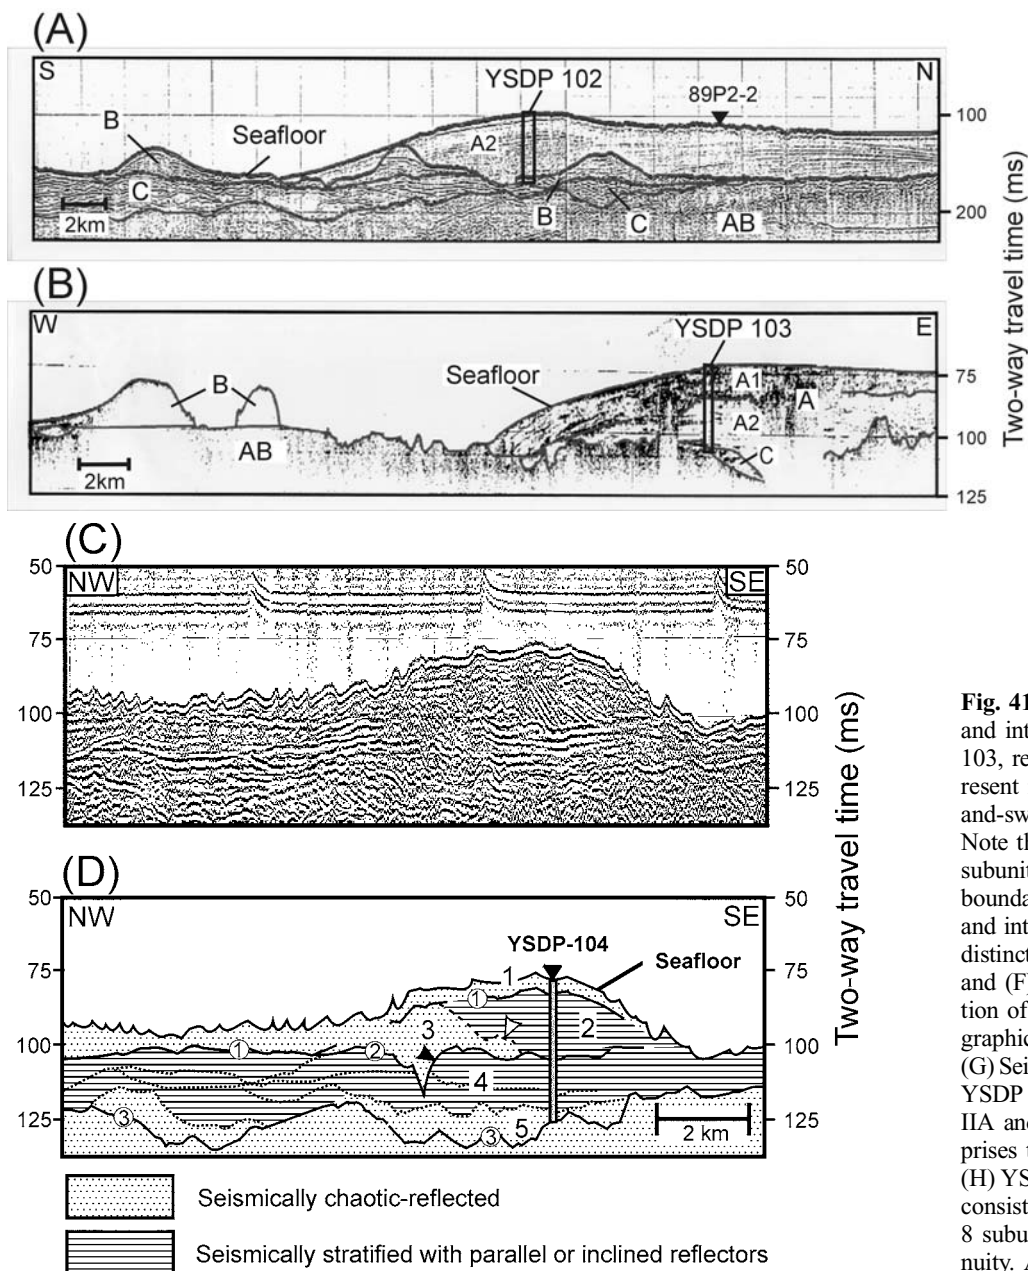 (A)
S
N
YSDP 102
89P2-2
B
Seafloor
A2
C
B
C
AB
2km
100
200
Two-way travel time (ms)
(B)
W
E
YSDP 103
Seafloor
B
A1
A
A2
AB
C
2km
75
100
125
Two-way travel time (ms)
(C)
50
NW
SE
50
75
75
100
100
125
125
Two-way travel time (ms)
(D)
50
NW
SE
50
YSDP-104
Seafloor
75
75
1
①
3
2
100
100
①
②
4
125
125
③
③
5
2 km
Seismically chaotic-reflected
Seismically stratified with parallel or inclined reflectors
Fig. 41
and int
103, re
resent
and-sw
Note th
subunit
bounda
and int
distinct
and (F)
tion of
graphic
(G) Sei
YSDP
IIA and
prises t
(H) YS
consist
8 subu
nuity. A